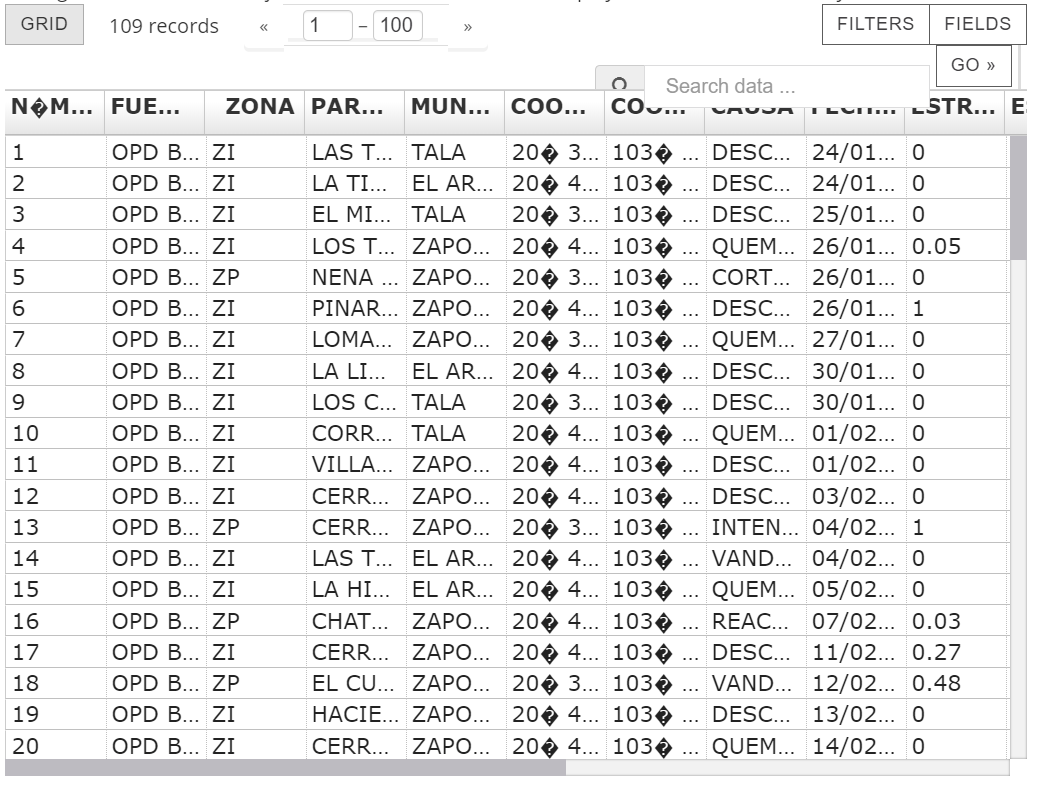 GRID 109 records « 1 – 100 » FILTERS FIELDS
GO »
Search data ...
N�M... FUE... ZONA PAR... MUN... COO... COO... CAUSA FECH... ESTR... E
1 OPD B... ZI LAS T... TALA 20� 3... 103� ... DESC... 24/01... 0
2 OPD B... ZI LA TI... EL AR... 20� 4... 103� ... DESC... 24/01... 0
3 OPD B... ZI EL MI... TALA 20� 3... 103� ... DESC... 25/01... 0
4 OPD B... ZI LOS T... ZAPO... 20� 4... 103� ... QUEM... 26/01... 0.05
5 OPD B... ZP NENA ... ZAPO... 20� 3... 103� ... CORT... 26/01... 0
6 OPD B... ZI PINAR... ZAPO... 20� 4... 103� ... DESC... 26/01... 1
7 OPD B... ZI LOMA... ZAPO... 20� 3... 103� ... QUEM... 27/01... 0
8 OPD B... ZI LA LI... EL AR... 20� 4... 103� ... DESC... 30/01... 0
9 OPD B... ZI LOS C... TALA 20� 3... 103� ... DESC... 30/01... 0
10 OPD B... ZI CORR... TALA 20� 4... 103� ... QUEM... 01/02... 0
11 OPD B... ZI VILLA... ZAPO... 20� 4... 103� ... DESC... 01/02... 0
12 OPD B... ZI CERR... ZAPO... 20� 4... 103� ... DESC... 03/02... 0
13 OPD B... ZP CERR... ZAPO... 20� 3... 103� ... INTEN... 04/02... 1
14 OPD B... ZI LAS T... EL AR... 20� 4... 103� ... VAND... 04/02... 0
15 OPD B... ZI LA HI... EL AR... 20� 4... 103� ... QUEM... 05/02... 0
16 OPD B... ZP CHAT... ZAPO... 20� 4... 103� ... REAC... 07/02... 0.03
17 OPD B... ZI CERR... ZAPO... 20� 4... 103� ... DESC... 11/02... 0.27
18 OPD B... ZP EL CU... ZAPO... 20� 3... 103� ... VAND... 12/02... 0.48
19 OPD B... ZI HACIE... ZAPO... 20� 4... 103� ... DESC... 13/02... 0
20 OPD B... ZI CERR... ZAPO... 20� 4... 103� ... QUEM... 14/02... 0